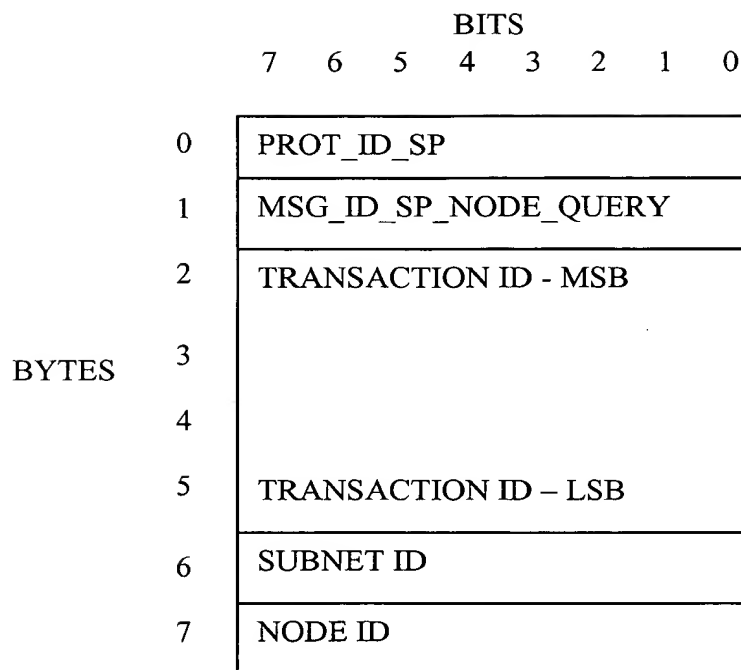 BITS
7 6 5 4 3 2 1 0
0 PROT_ID_SP
1 MSG_ID_SP_NODE_QUERY
2 TRANSACTION ID - MSB
BYTES 3
4
5 TRANSACTION ID – LSB
6 SUBNET ID
7 NODE ID